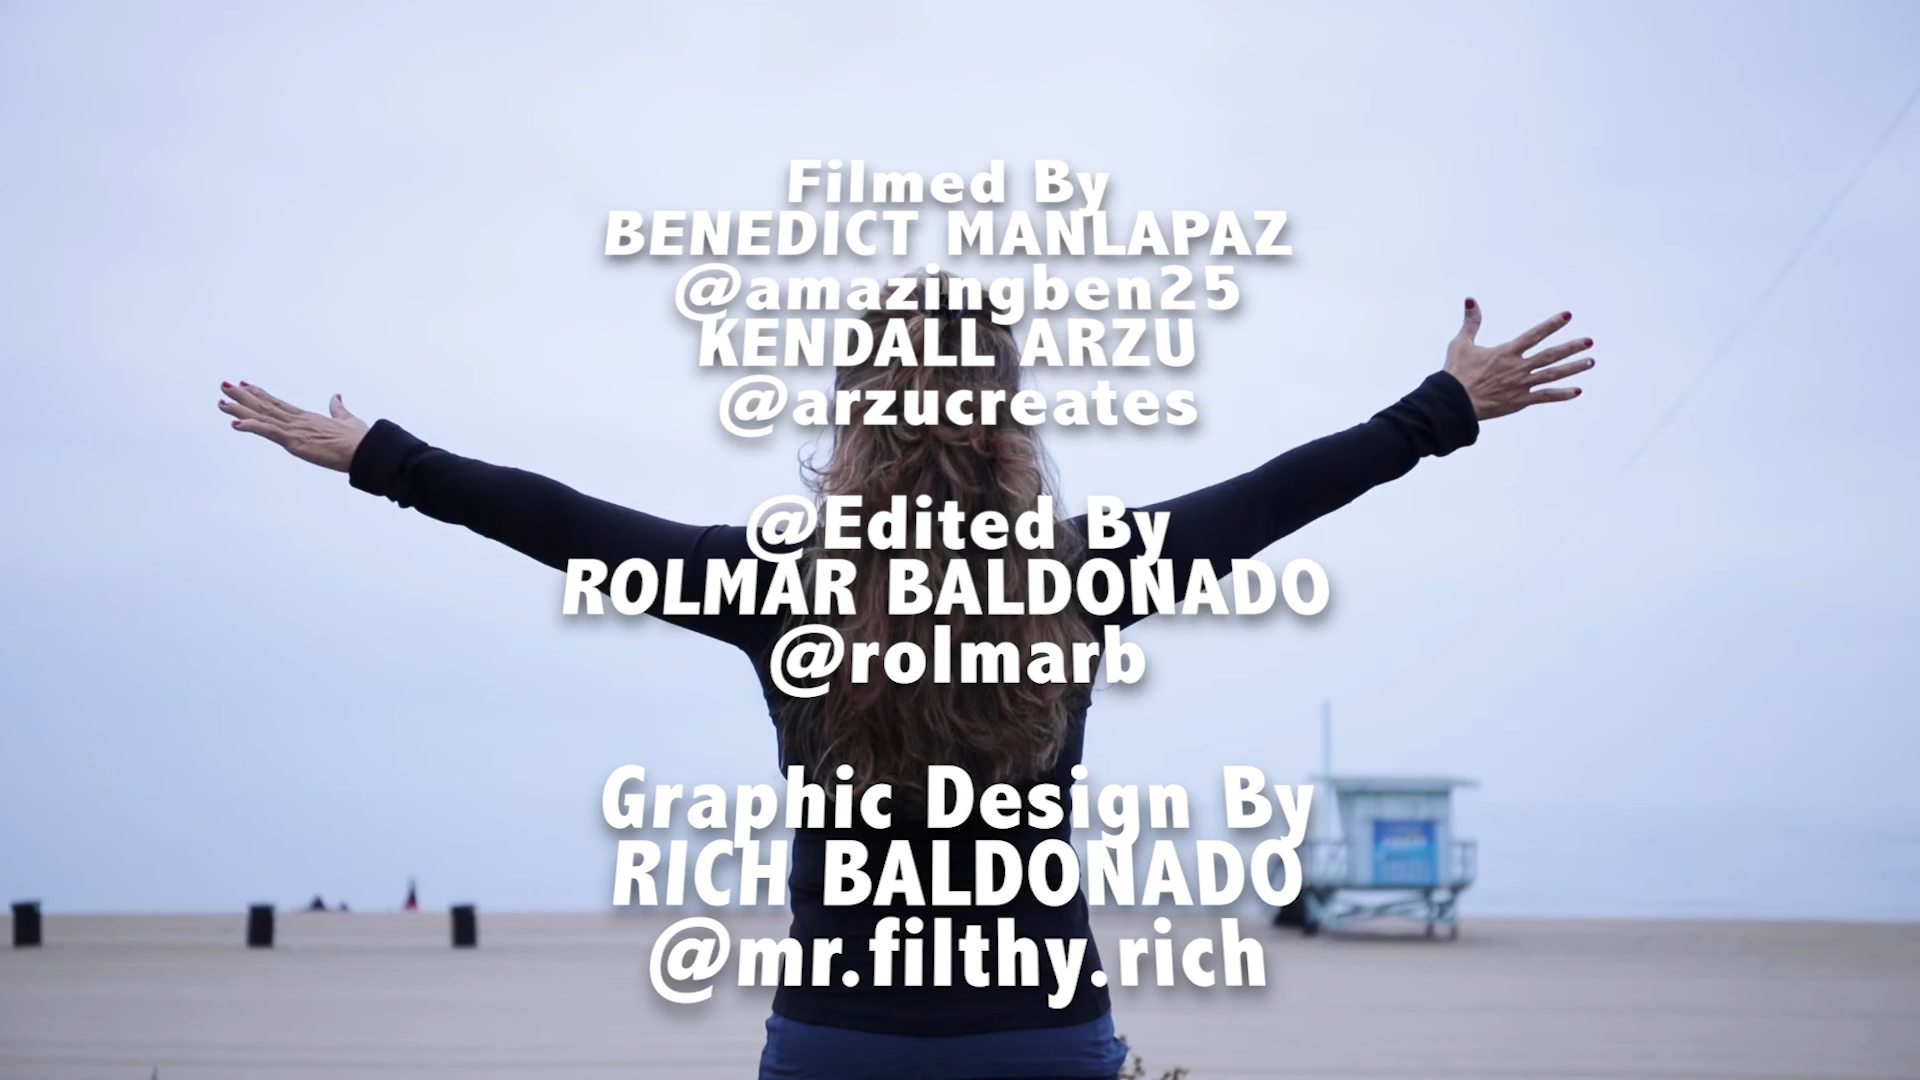 Filmed By
BENEDICT MANLAPAZ
@amazingben25
KENDALL ARZU
@arzucreates
@Edited By
ROLMAR BALDONADO
@rolmarb
Graphic Design By
RICH BALDONADO
@mr.filthy.rich